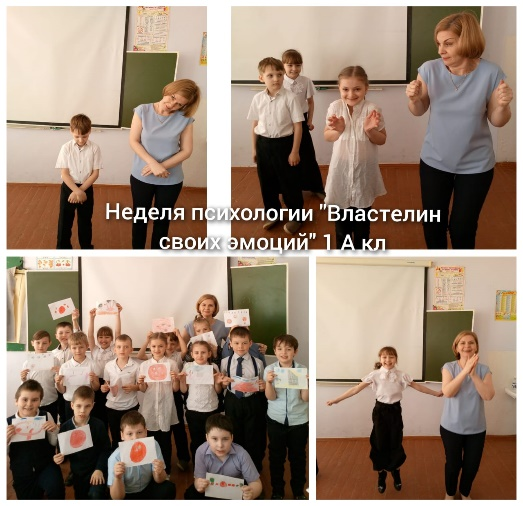 Неделя психологии "Властелин
своих эмоций" 1 А кл